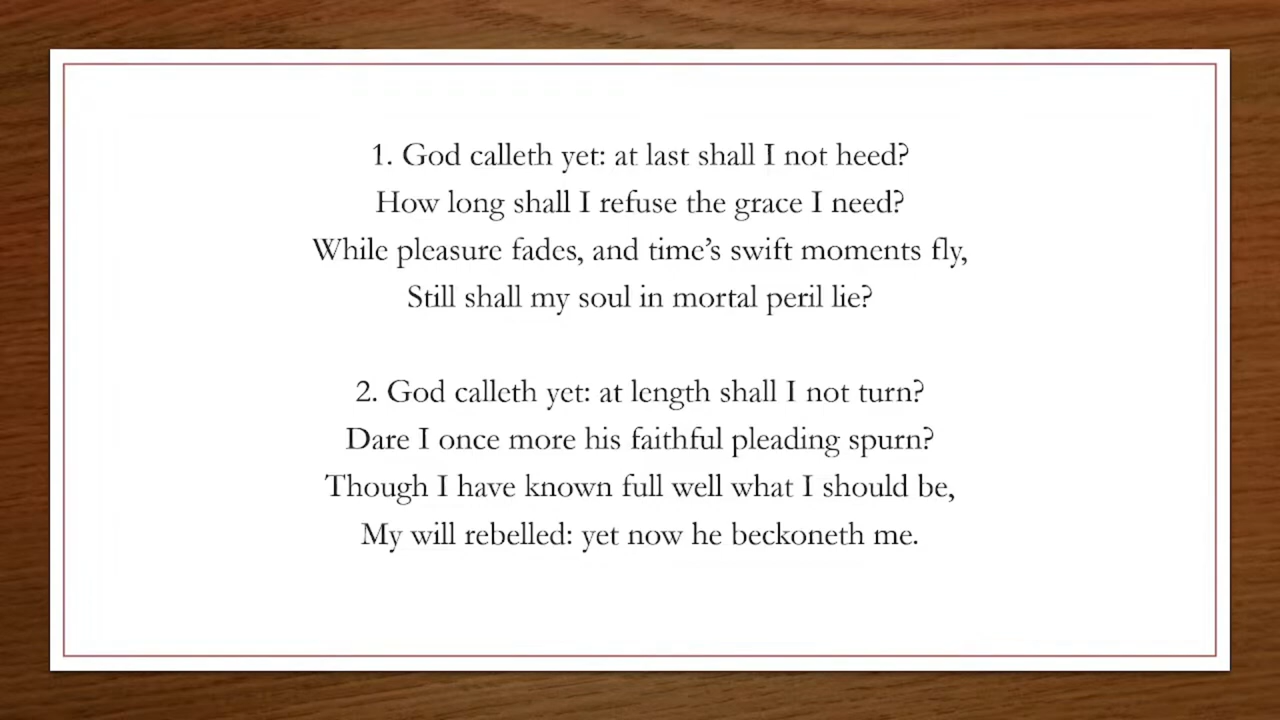 1. God calleth yet: at last shall I not heed?
How long shall I refuse the grace I need?
While pleasure fades, and time’s swift moments fly,
Still shall my soul in mortal peril lie?
2. God calleth yet: at length shall I not turn?
Dare I once more his faithful pleading spurn?
Though I have known full well what I should be,
My will rebelled: yet now he beckoneth me.